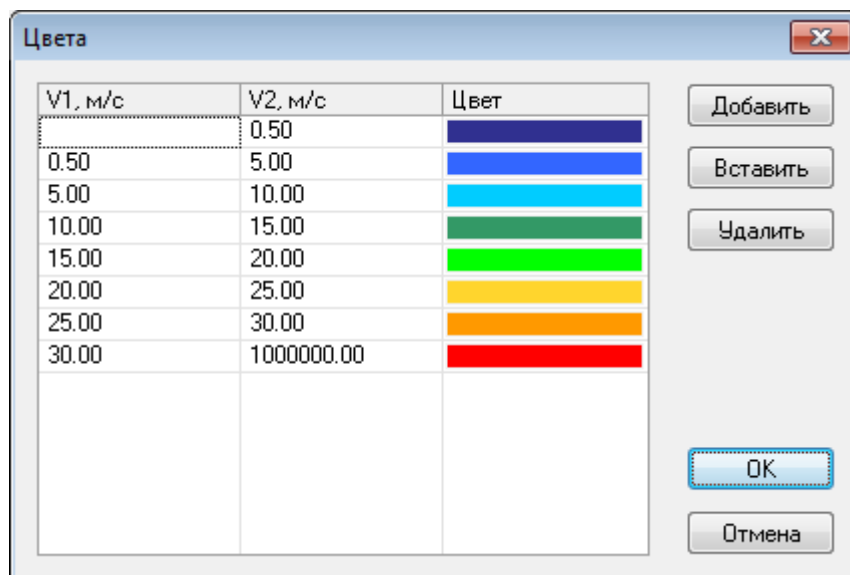 Цвета
V1, м/с V2, м/с Цвет
0.50
0.50 5.00
5.00 10.00
10.00 15.00
15.00 20.00
20.00 25.00
25.00 30.00
30.00 1000000.00
Добавить
Вставить
Удалить
OK
Отмена